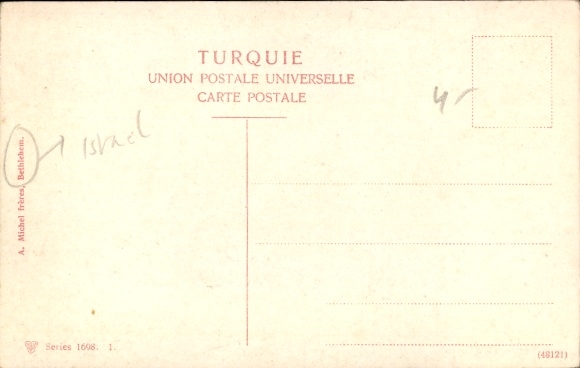 TURQUIE
UNION POSTALE UNIVERSELLE
CARTE POSTALE
4-
Israel
A. Michel frères, Bethlehem.
Series 1698. 1.
(48121)